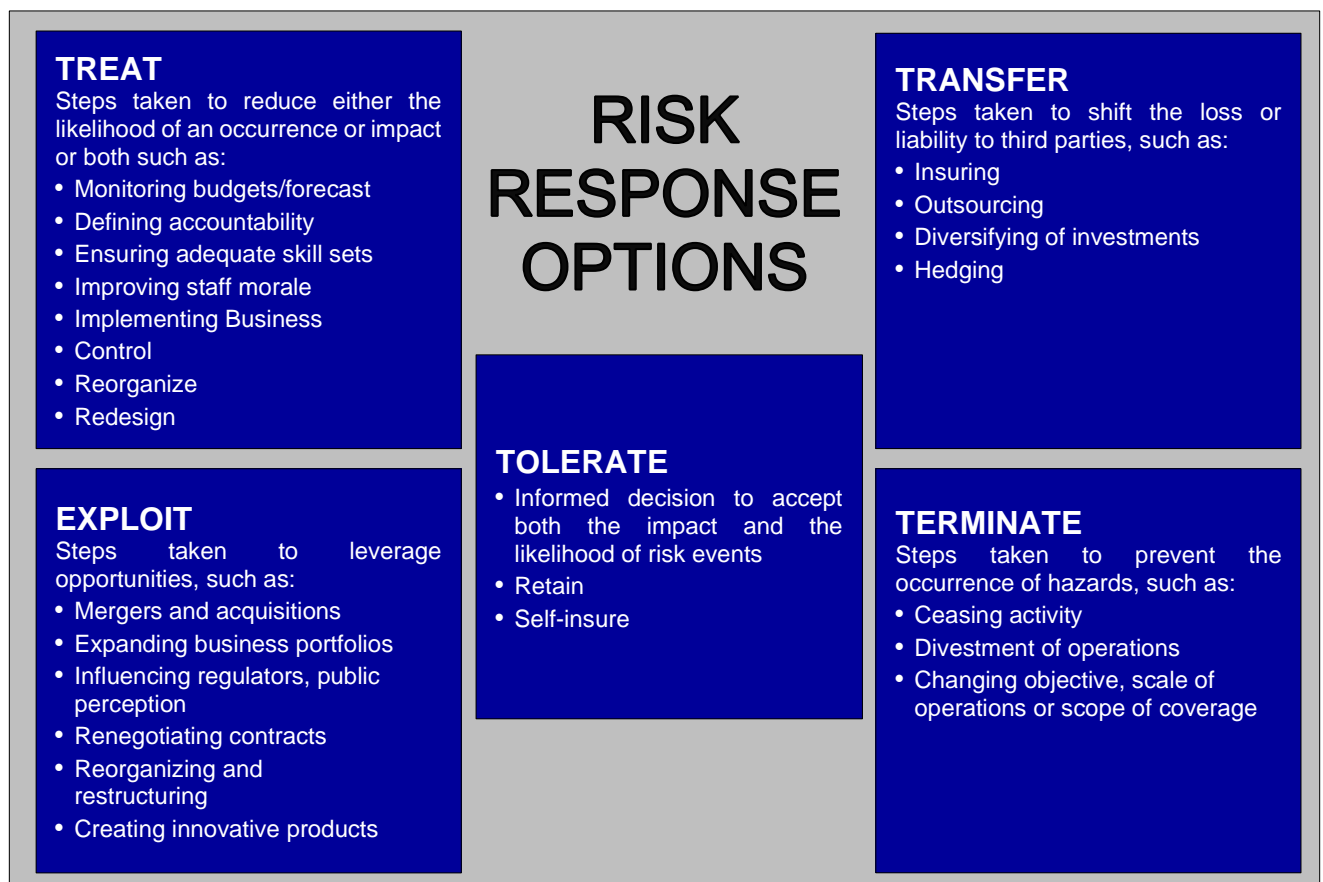 TREAT
Steps taken to reduce either the
likelihood of an occurrence or impact
or both such as:
• Monitoring budgets/forecast
• Defining accountability
• Ensuring adequate skill sets
• Improving staff morale
• Implementing Business
• Control
• Reorganize
• Redesign
RISK
RESPONSE
OPTIONS
TRANSFER
Steps taken to shift the loss or
liability to third parties, such as:
• Insuring
• Outsourcing
• Diversifying of investments
• Hedging
TOLERATE
• Informed decision to accept
both the impact and the
likelihood of risk events
• Retain
• Self-insure
EXPLOIT
Steps taken to leverage
opportunities, such as:
• Mergers and acquisitions
• Expanding business portfolios
• Influencing regulators, public
perception
• Renegotiating contracts
• Reorganizing and
restructuring
• Creating innovative products
TERMINATE
Steps taken to prevent the
occurrence of hazards, such as:
• Ceasing activity
• Divestment of operations
• Changing objective, scale of
operations or scope of coverage